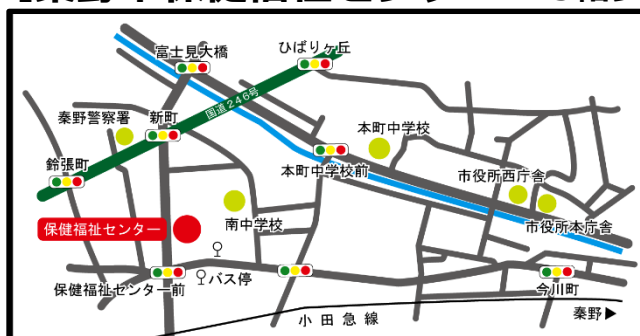 富士見大橋
ひばりヶ丘
国道246号
秦野警察署
新町
本町中学校
鈴張町
本町中学校前
市役所西庁舎
保健福祉センター
南中学校
市役所本庁舎
バス停
保健福祉センター前
今川町
小田急線
秦野▶